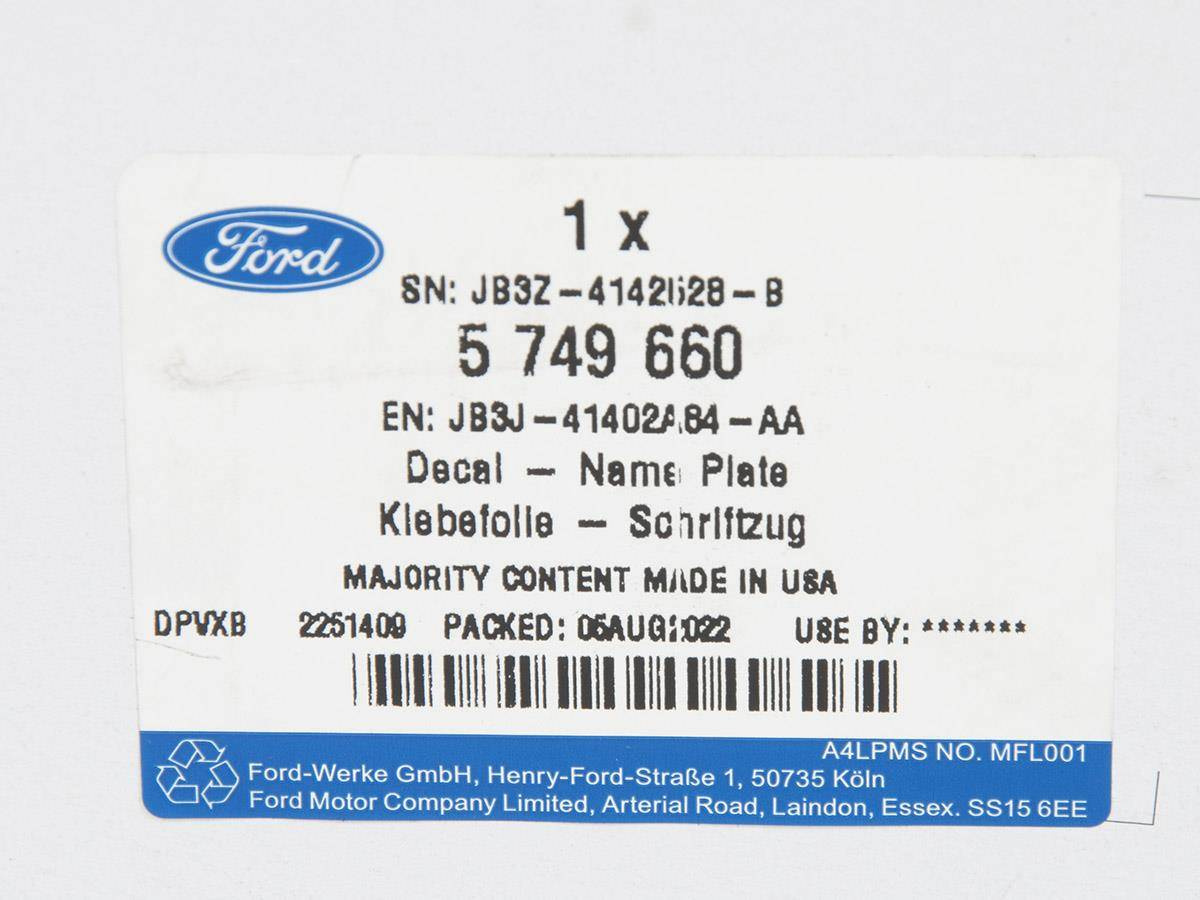 Ford
1 x
SN: JB3Z-4142528-B
5 749 660
EN: JB3J-41402A84-AA
Decal - Name Plate
Klebefolie - Schriftzug
MAJORITY CONTENT MADE IN USA
DPVXB 2251409 PACKED: 05AUG2022 USE BY: *******
A4LPMS NO. MFL001
Ford-Werke GmbH, Henry-Ford-Straße 1, 50735 Köln
Ford Motor Company Limited, Arterial Road, Laindon, Essex. SS15 6EE